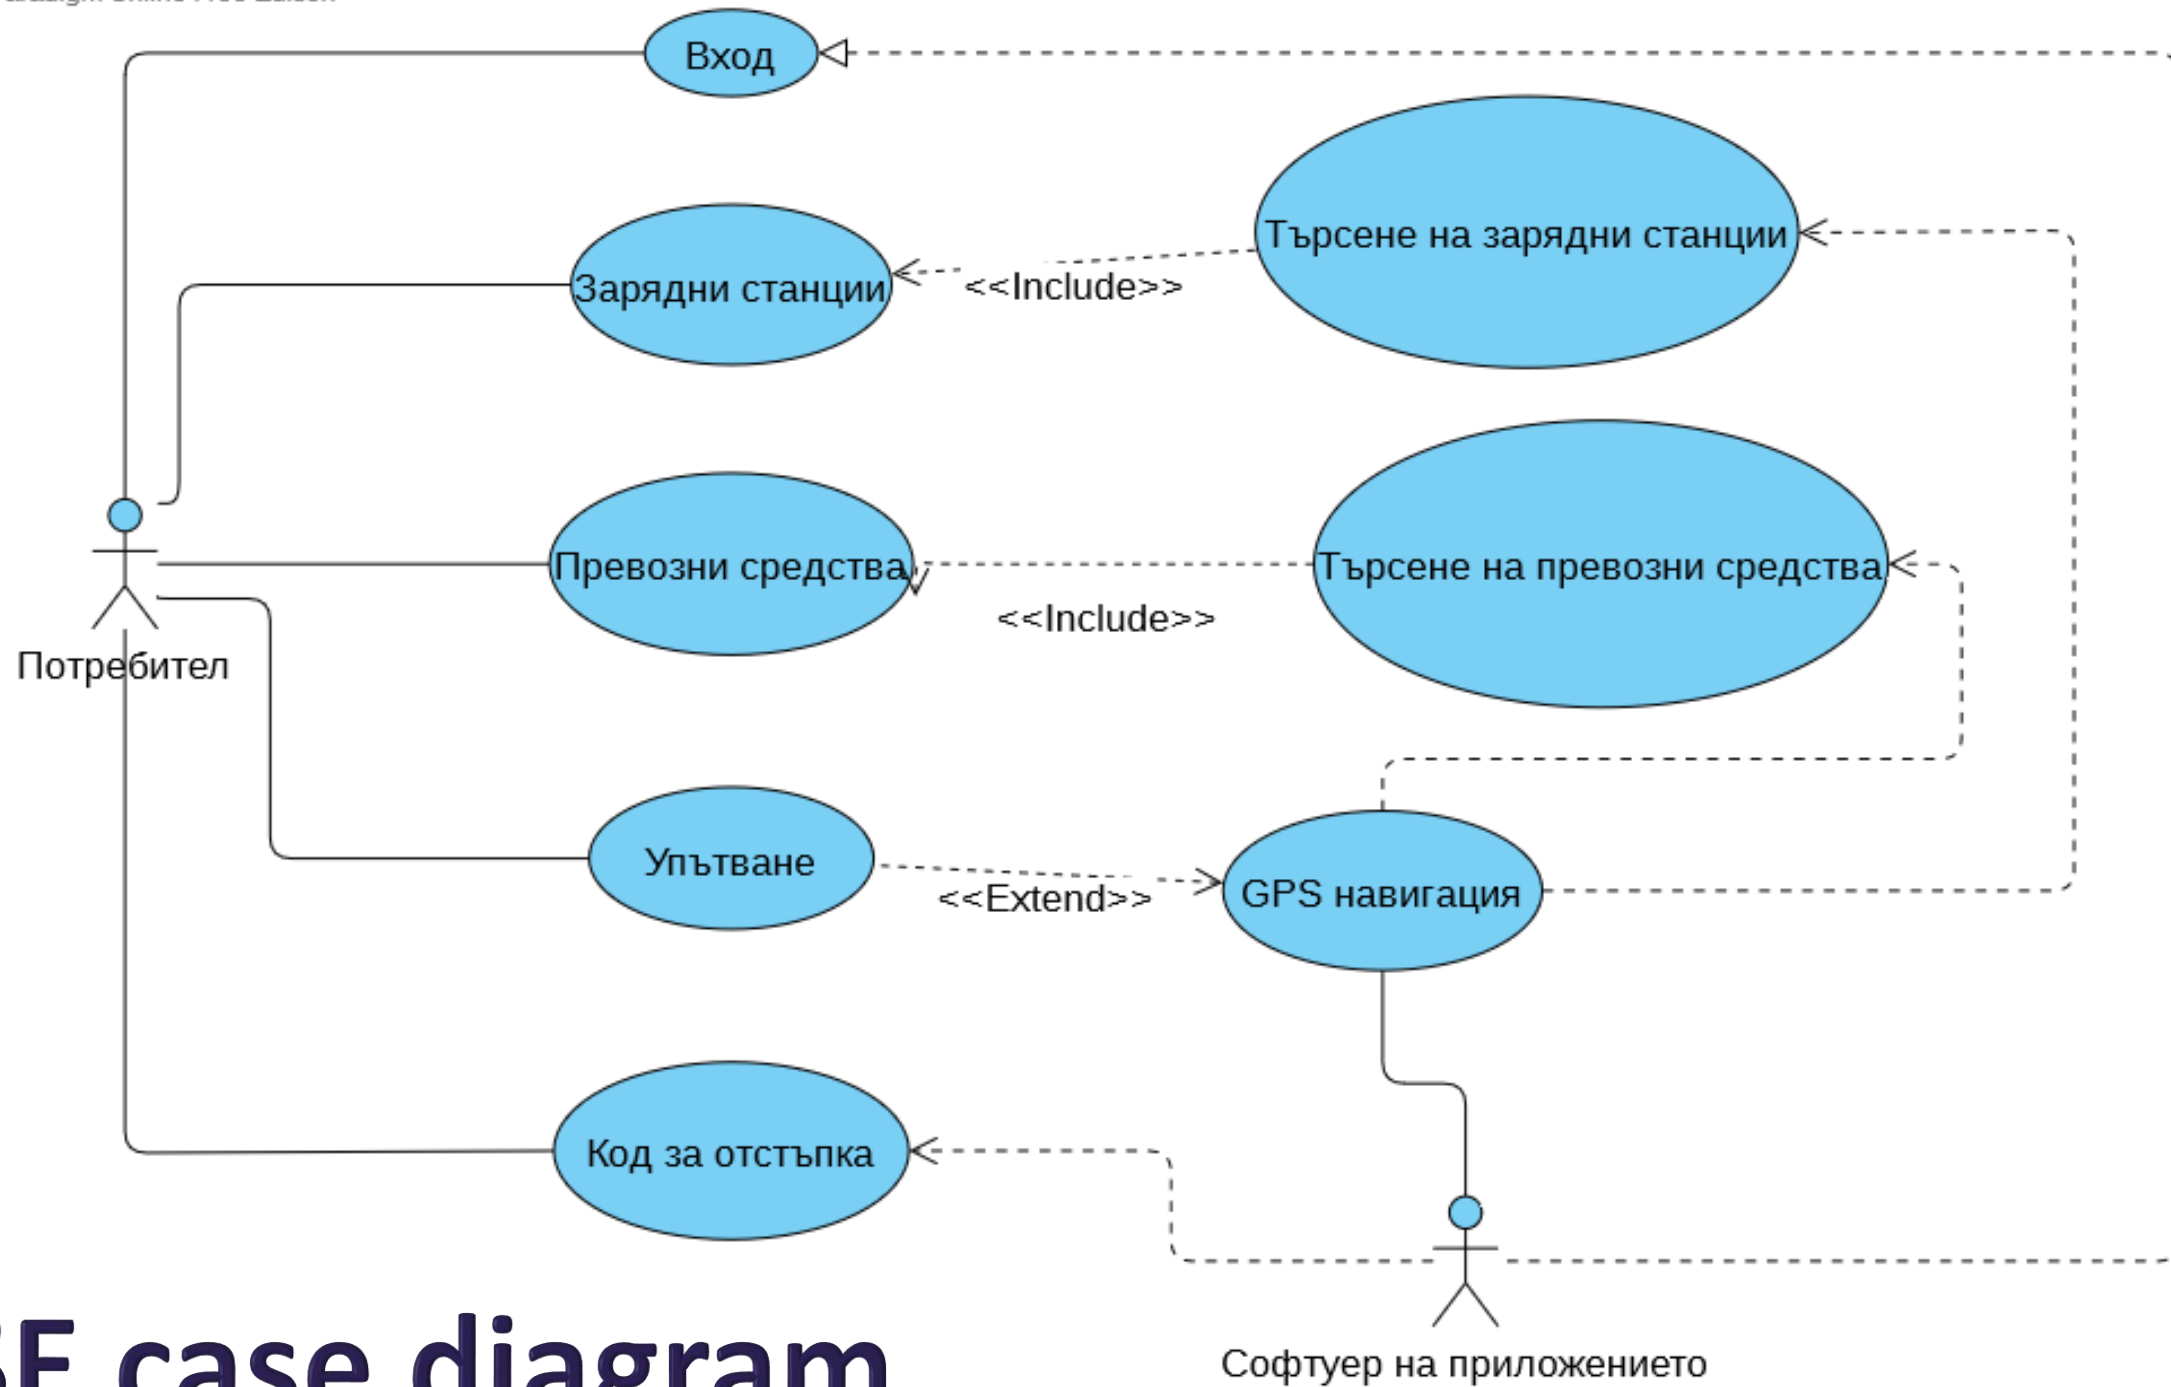 Вход
Търсене на зарядни станции
Зарядни станции
<<Include>>
Превозни средства
Търсене на превозни средства
<<Include>>
Потребител
Упътване
<<Extend>>
GPS навигация
Код за отстъпка
Софтуер на приложението
case diagram